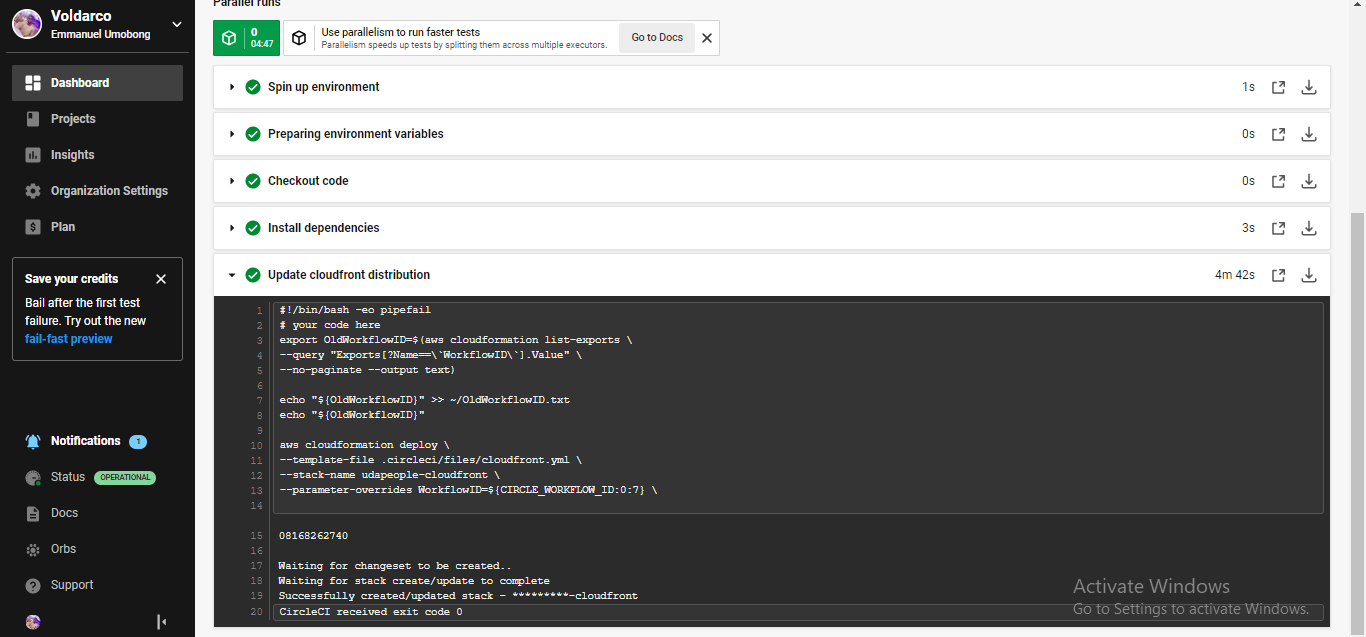 Voldarco
Emmanuel Umobong
Dashboard
Projects
Insights
Organization Settings
$ Plan
Save your credits
Bail after the first test
failure. Try out the new
fail-fast preview
Notifications 1
Status OPERATIONAL
Docs
Orbs
? Support
Parallel runs
0
04:47
Use parallelism to run faster tests
Parallelism speeds up tests by splitting them across multiple executors.
Go to Docs
Spin up environment 1s
Preparing environment variables 0s
Checkout code 0s
Install dependencies 3s
Update cloudfront distribution 4m 42s
1 #!/bin/bash -eo pipefail
2 # your code here
3 export OldWorkflowID=$(aws cloudformation list-exports \
4 --query "Exports[?Name==\`WorkflowID\`].Value" \
5 --no-paginate --output text)
6
7 echo "${OldWorkflowID}" >> ~/OldWorkflowID.txt
8 echo "${OldWorkflowID}"
9
10 aws cloudformation deploy \
11 --template-file .circleci/files/cloudfront.yml \
12 --stack-name udapeople-cloudfront \
13 --parameter-overrides WorkflowID=${CIRCLE_WORKFLOW_ID:0:7} \
14
15 08168262740
16
17 Waiting for changeset to be created..
18 Waiting for stack create/update to complete
19 Successfully created/updated stack - *********-cloudfront
20 CircleCI received exit code 0
Activate Windows
Go to Settings to activate Windows.